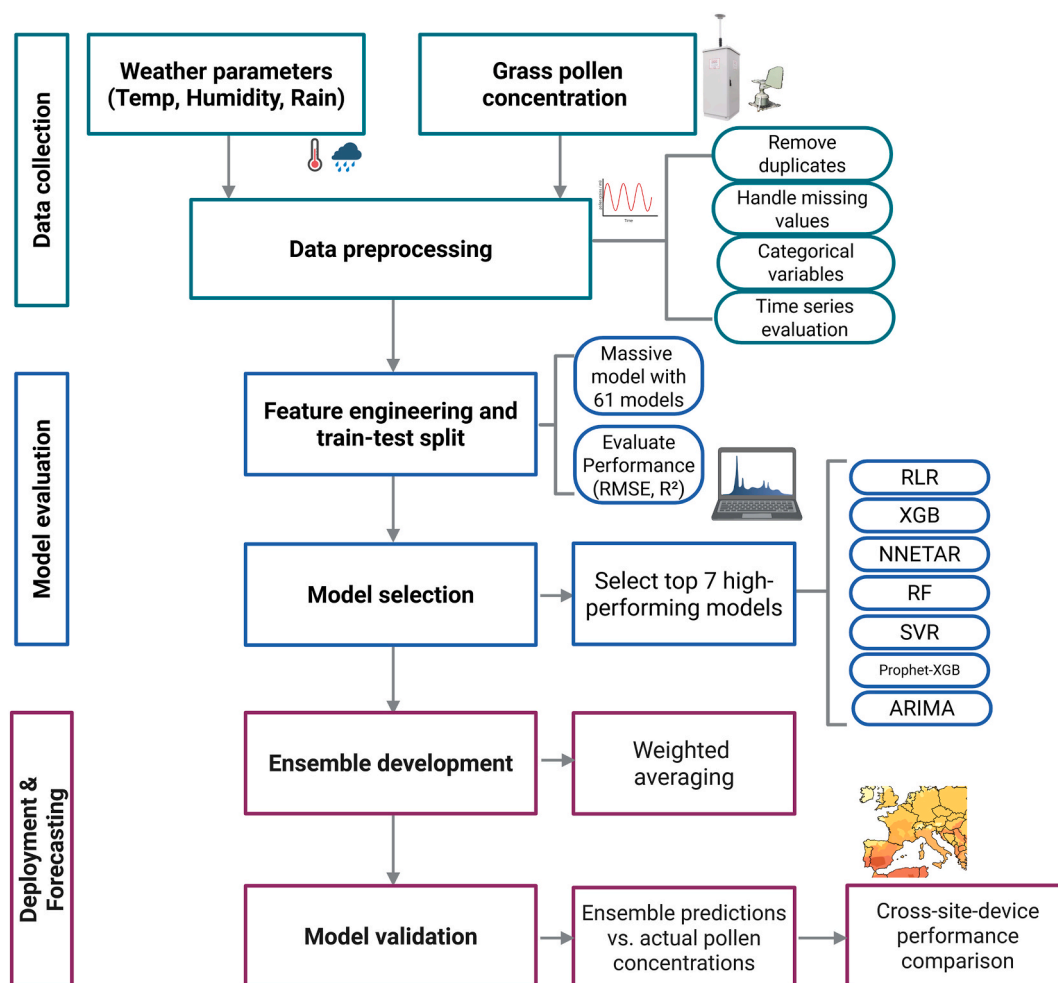 Data collection
Weather parameters
(Temp, Humidity, Rain)
Grass pollen
concentration
Data preprocessing
Time
Remove
duplicates
Handle missing
values
Categorical
variables
Time series
evaluation
Model evaluation
Feature engineering and
train-test split
Massive
model with
61 models
Evaluate
Performance
(RMSE, R²)
Model selection
Select top 7 high-
performing models
RLR
XGB
NNETAR
RF
SVR
Prophet-XGB
ARIMA
Deployment &
Forecasting
Ensemble development
Weighted
averaging
Model validation
Ensemble predictions
vs. actual pollen
concentrations
Cross-site-device
performance
comparison